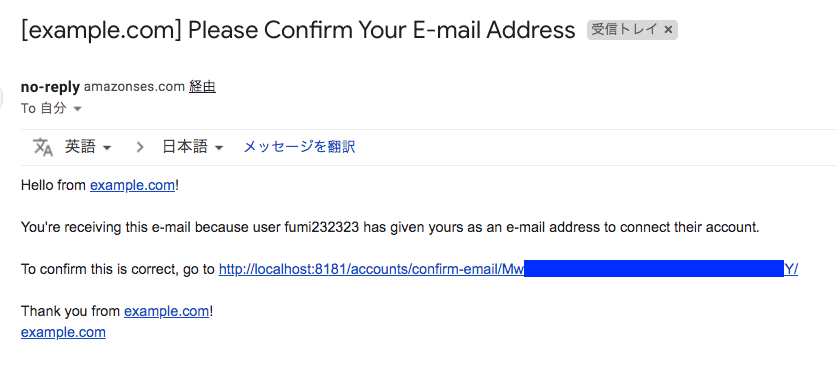 [example.com] Please Confirm Your E-mail Address 受信トレイ ×
no-reply amazonses.com 経由
To 自分
英語 > 日本語 メッセージを翻訳
Hello from example.com!
You're receiving this e-mail because user fumi232323 has given yours as an e-mail address to connect their account.
To confirm this is correct, go to http://localhost:8181/accounts/confirm-email/Mw Y/
Thank you from example.com!
example.com